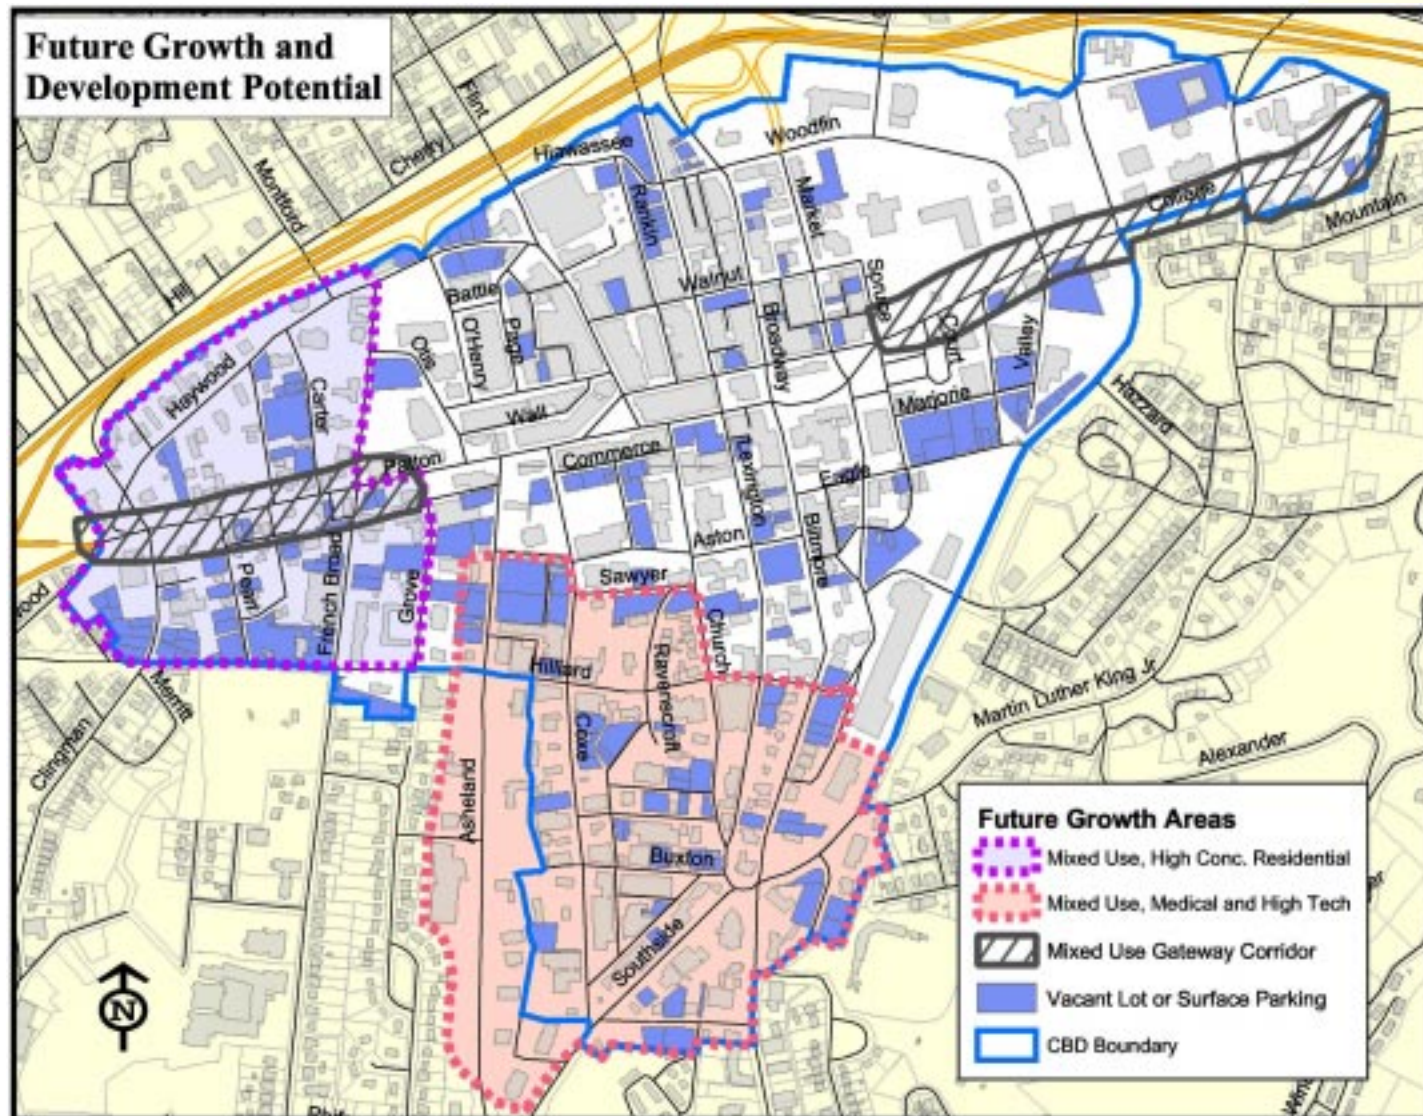 Future Growth and
Development Potential
Flint
Cherry
Montford
Hill
Hiawassee
Woodfin
Rankin
Market
College
Mountain
Battle
Walnut
Spruce
O'Henry
Page
Broadway
Otis
Court
Valley
Haywood
Carter
Wall
Marjorie
Hazzard
Patton
Commerce
Lexington
Eagle
Aston
Biltmore
Sawyer
wood
Pearl
French Broad
Grove
Church
Hilliard
Ravenscroft
Merritt
Martin Luther King Jr
Clingman
Coxe
Alexander
Asheland
Buxton
Southside
N
Future Growth Areas
Mixed Use, High Conc. Residential
Mixed Use, Medical and High Tech
Mixed Use Gateway Corridor
Vacant Lot or Surface Parking
CBD Boundary